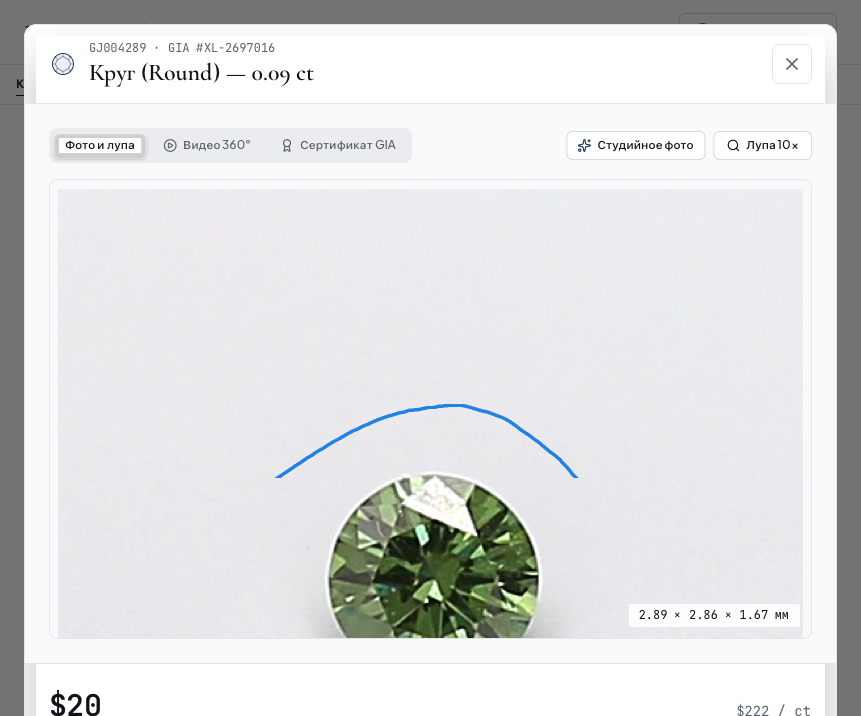 GJ004289 · GIA #XL-2697016
Круг (Round) — 0.09 ct
Фото и лупа
Видео 360°
Сертификат GIA
Студийное фото
Лупа 10×
2.89 × 2.86 × 1.67 мм
$20
$222 / ct